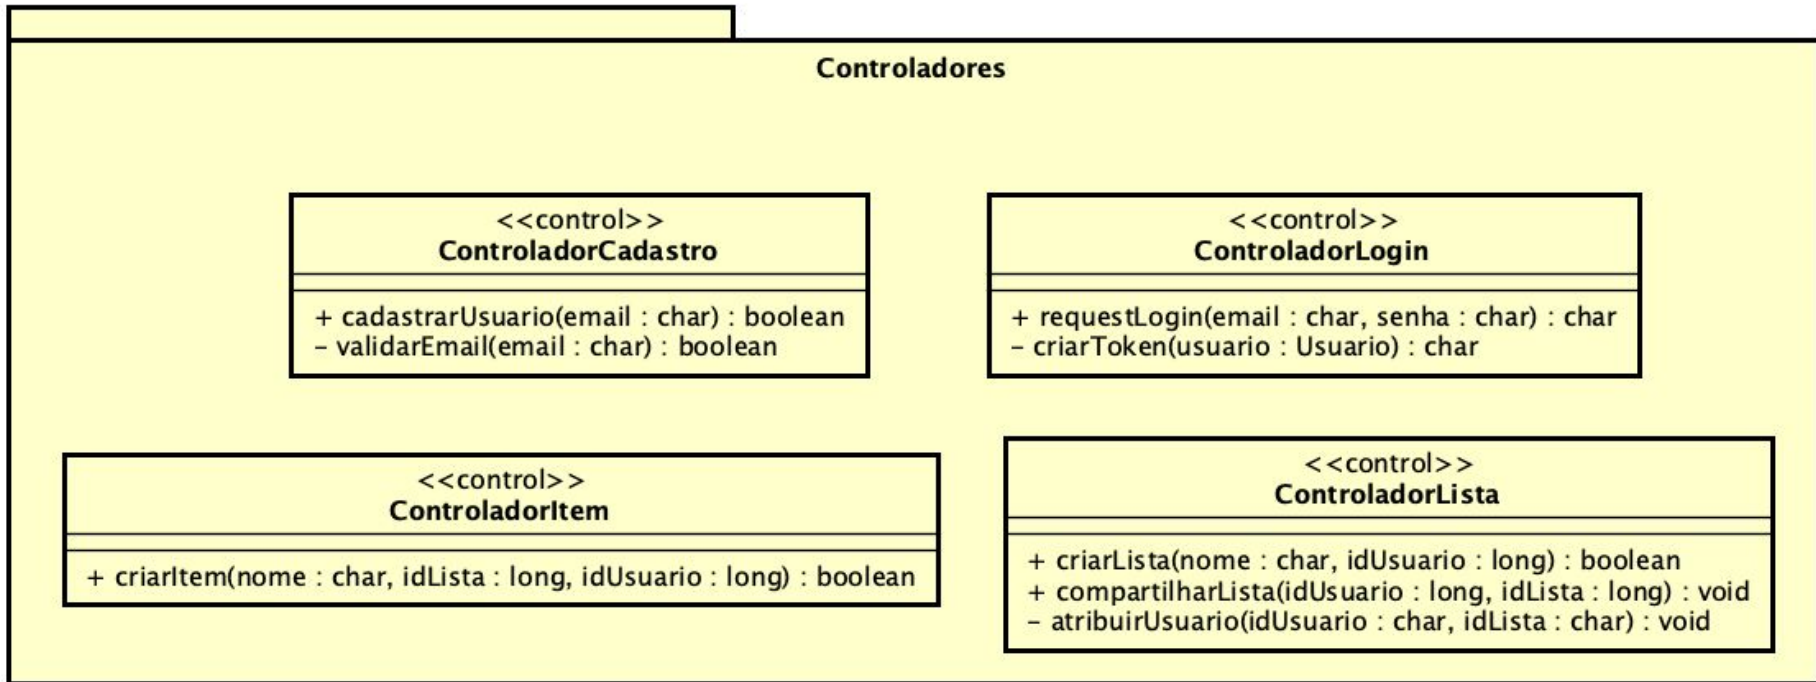 Controladores
<<control>>
ControladorCadastro
+ cadastrarUsuario(email : char) : boolean
– validarEmail(email : char) : boolean
<<control>>
ControladorLogin
+ requestLogin(email : char, senha : char) : char
– criarToken(usuario : Usuario) : char
<<control>>
ControladorItem
+ criarItem(nome : char, idLista : long, idUsuario : long) : boolean
<<control>>
ControladorLista
+ criarLista(nome : char, idUsuario : long) : boolean
+ compartilharLista(idUsuario : long, idLista : long) : void
– atribuirUsuario(idUsuario : char, idLista : char) : void